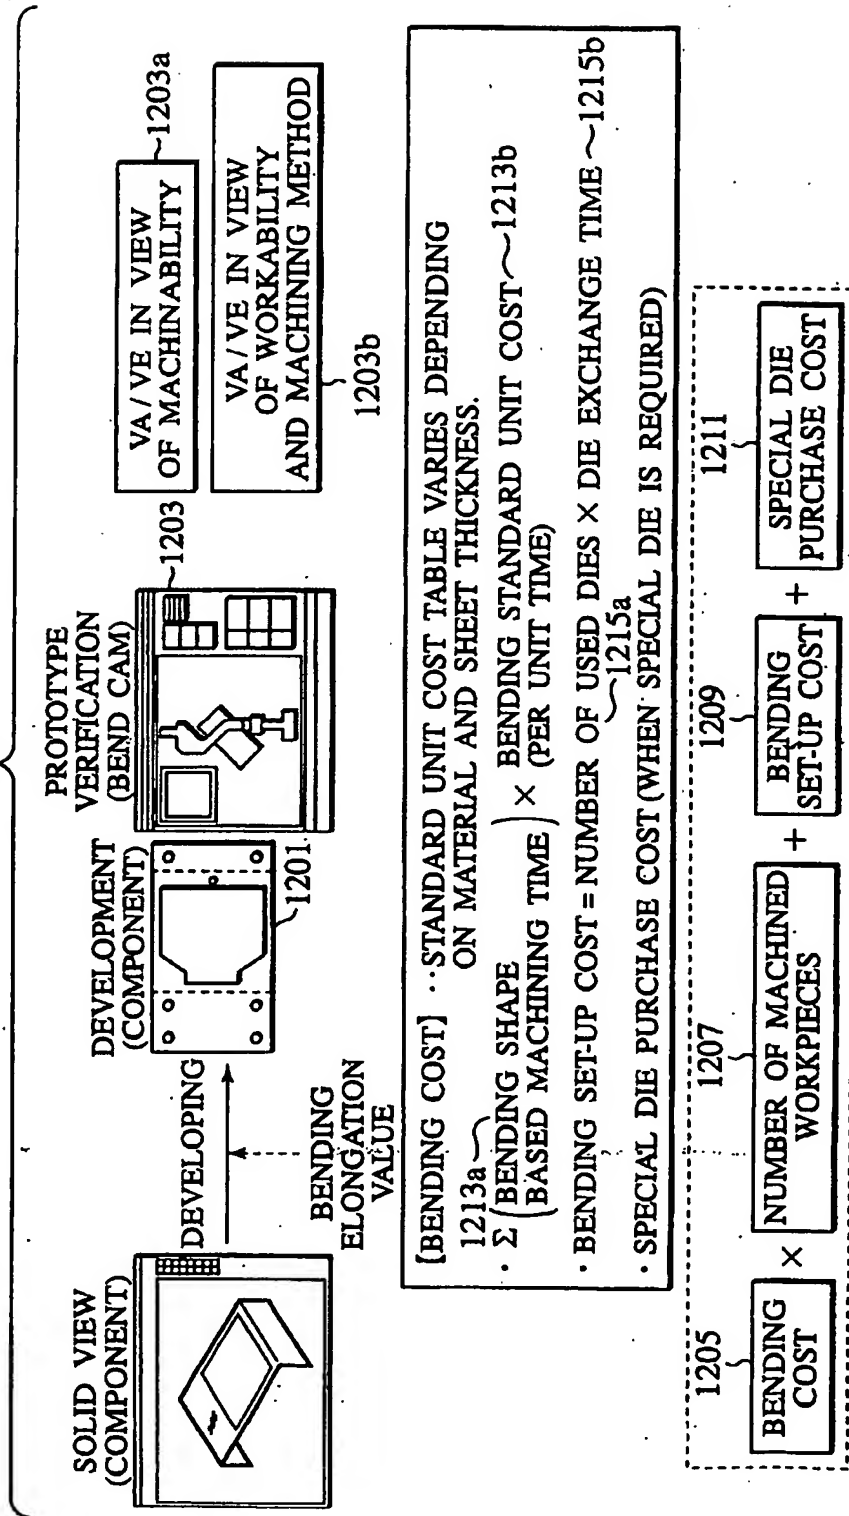 SOLID VIEW
(COMPONENT)
DEVELOPING
BENDING
ELONGATION
VALUE
DEVELOPMENT
(COMPONENT)
1201
PROTOTYPE
VERIFICATION
(BEND CAM)
1203
VA/VE IN VIEW
OF MACHINABILITY
1203a
VA/VE IN VIEW
OF WORKABILITY
AND MACHINING METHOD
1203b
[BENDING COST] ··STANDARD UNIT COST TABLE VARIES DEPENDING
ON MATERIAL AND SHEET THICKNESS.
1213a
· Σ (BENDING SHAPE BASED MACHINING TIME) × BENDING STANDARD UNIT COST 1213b
(PER UNIT TIME)
· BENDING SET-UP COST = NUMBER OF USED DIES × DIE EXCHANGE TIME 1215b
1215a
· SPECIAL DIE PURCHASE COST (WHEN SPECIAL DIE IS REQUIRED)
1205
BENDING
COST
×
1207
NUMBER OF MACHINED
WORKPIECES
+
1209
BENDING
SET-UP COST
+
1211
SPECIAL DIE
PURCHASE COST